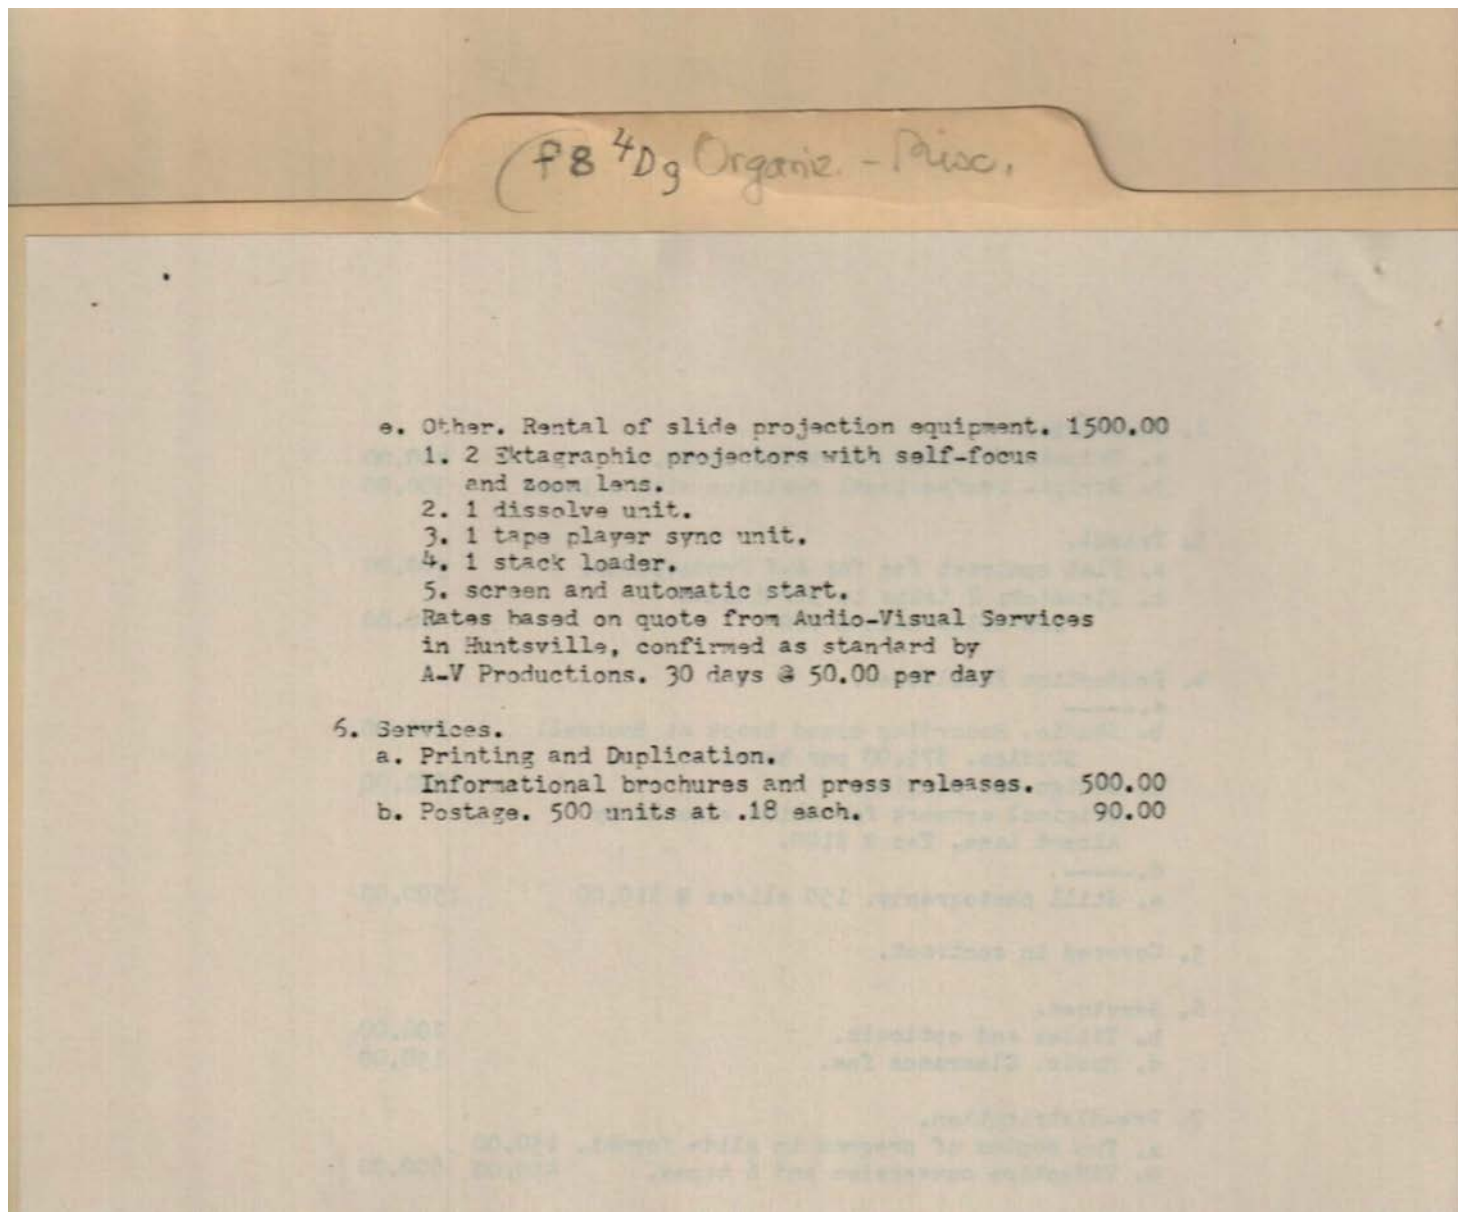 f8 4Dg Organiz. - Misc.
e. Other. Rental of slide projection equipment. 1500.00
1. 2 Ektagraphic projectors with self-focus
and zoom lens.
2. 1 dissolve unit.
3. 1 tape player sync unit.
4. 1 stack loader.
5. screen and automatic start.
Rates based on quote from Audio-Visual Services
in Huntsville, confirmed as standard by
A-V Productions. 30 days @ 50.00 per day
6. Services.
a. Printing and Duplication.
Informational brochures and press releases. 500.00
b. Postage. 500 units at .18 each. 90.00